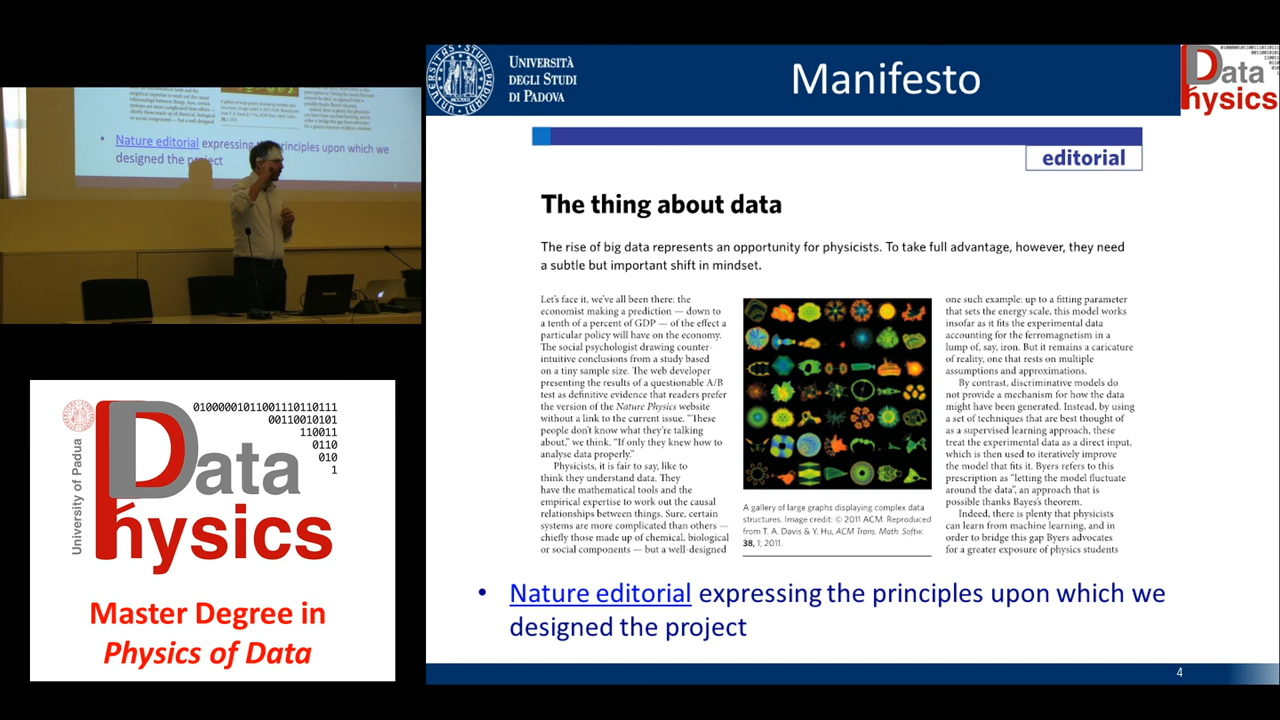 UNIVERSITÀ
DEGLI STUDI
DI PADOVA
Manifesto
Data
Physics
editorial
The thing about data
The rise of big data represents an opportunity for physicists. To take full advantage, however, they need
a subtle but important shift in mindset.
Let's face it, we've all been there: the
economist making a prediction — down to
a tenth of a percent of GDP — of the effect a
particular policy will have on the economy.
The social psychologist drawing counter-
intuitive conclusions from a study based
on a tiny sample size. The web developer
presenting the results of a questionable A/B
test as definitive evidence that readers prefer
the version of the Nature Physics website
without a link to the current issue. “These
people don't know what they're talking
about,” we think. “If only they knew how to
analyse data properly.”
Physicists, it is fair to say, like to
think they understand data. They
have the mathematical tools and the
empirical expertise to work out the causal
relationships between things. Sure, certain
systems are more complicated than others —
chiefly those made up of chemical, biological
or social components — but a well-designed
A gallery of large graphs displaying complex data
structures. Image credit: © 2011 ACM. Reproduced
from T. A. Davis & Y. Hu, ACM Trans. Math. Softw.
38, 1; 2011.
one such example: up to a fitting parameter
that sets the energy scale, this model works
insofar as it fits the experimental data
accounting for the ferromagnetism in a
lump of, say, iron. But it remains a caricature
of reality, one that rests on multiple
assumptions and approximations.
By contrast, discriminative models do
not provide a mechanism for how the data
might have been generated. Instead, by using
a set of techniques that are best thought of
as a supervised learning approach, these
treat the experimental data as a direct input,
which is then used to iteratively improve
the model that fits it. Byers refers to this
prescription as “letting the model fluctuate
around the data”, an approach that is
possible thanks Bayes's theorem.
Indeed, there is plenty that physicists
can learn from machine learning, and in
order to bridge this gap Byers advocates
for a greater exposure of physics students
• Nature editorial expressing the principles upon which we
designed the project
4
• Nature editorial expressing the principles upon which we
designed the project
University of Padua
Data
Physics
01000001011001110110111
00110010101
110011
0110
010
1
Master Degree in
Physics of Data